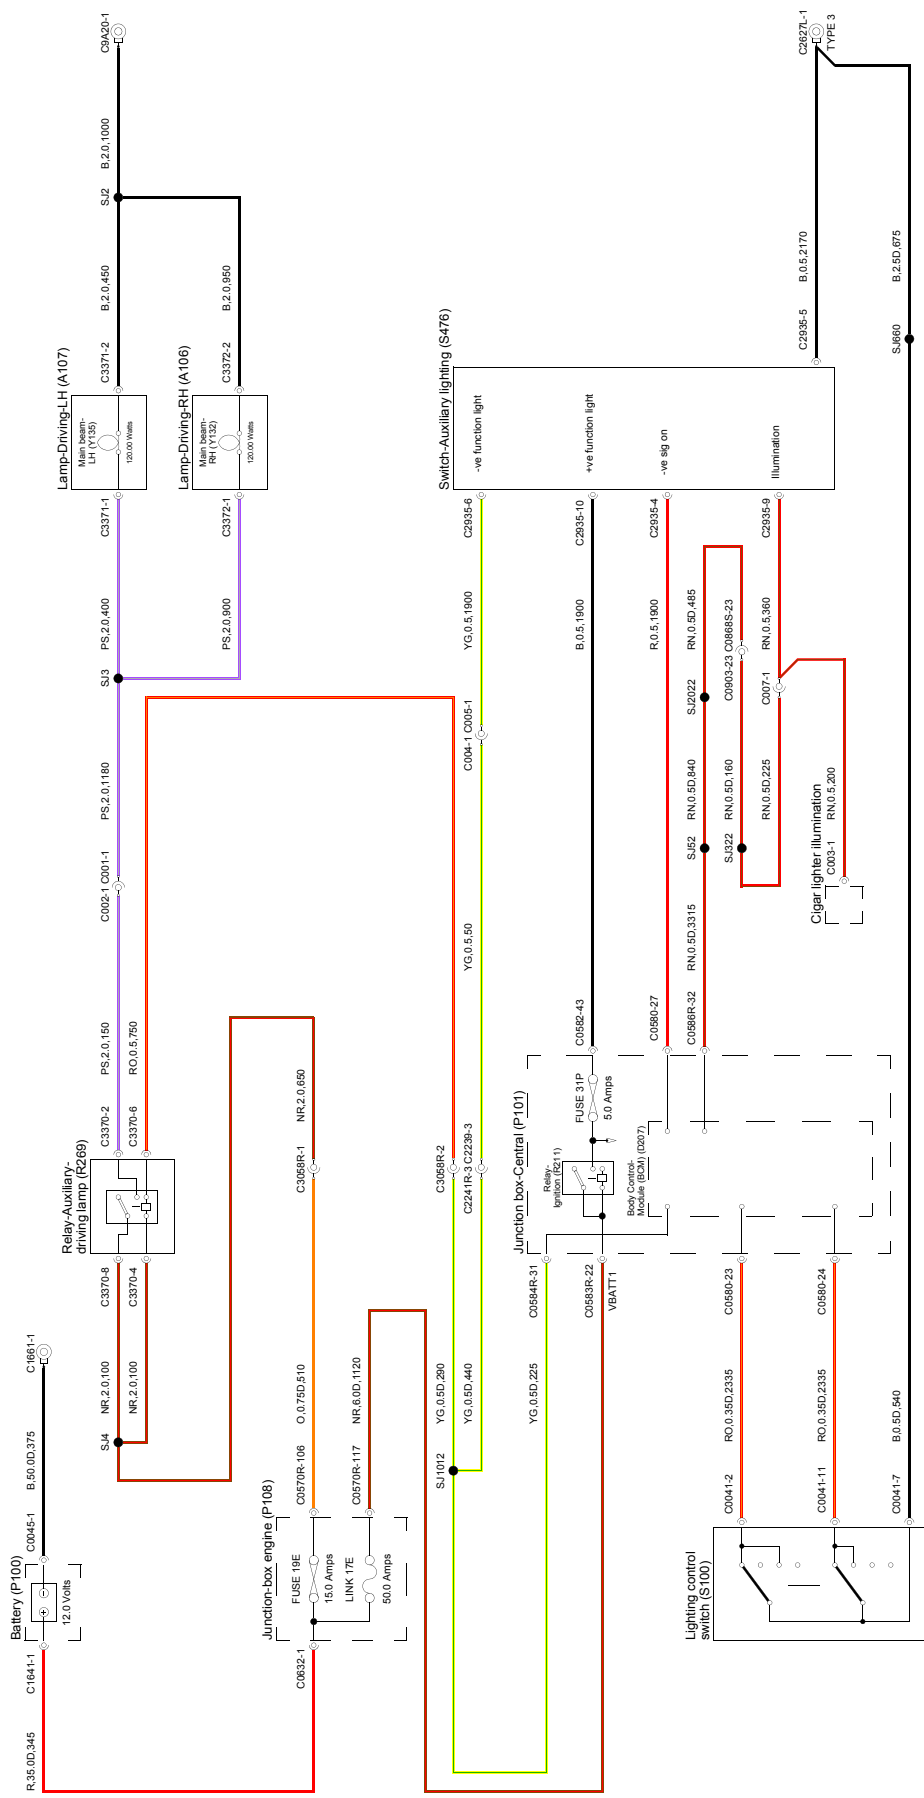 C9A20-1
B,2.0,1000
SJ2
B,2.0,450
B,2.0,950
C3371-2
C3372-2
Lamp-Driving-LH (A107)
Main beam-
LH (Y135)
120.00 Watts
Lamp-Driving-RH (A106)
Main beam-
RH (Y132)
120.00 Watts
C3371-1
C3372-1
PS,2.0,400
PS,2.0,900
SJ3
PS,2.0,1180
C002-1 C001-1
PS,2.0,150
RO,0.5,750
C3370-2
C3370-6
Relay-Auxiliary-
driving lamp (R269)
C3370-8
C3370-4
NR,2.0,100
NR,2.0,100
SJ4
C1661-1
B,50.0D,375
C0045-1
Battery (P100)
12.0 Volts
C1641-1
R,35.0D,345
NR,2.0,650
C3058R-1
O,0.75D,510
C0570R-106
NR,6.0D,1120
C0570R-117
Junction-box engine (P108)
FUSE 19E
15.0 Amps
LINK 17E
50.0 Amps
C0632-1
C2627L-1
TYPE 3
B,0.5,2170
B,2.5D,675
C2935-5
SJ660
Switch-Auxiliary lighting (S476)
-ve function light
+ve function light
-ve sig on
Illumination
C2935-6
C2935-10
C2935-4
C2935-9
YG,0.5,1900
B,0.5,1900
R,0.5,1900
RN,0.5D,485
C0903-23 C0868S-23
RN,0.5,360
C004-1 C005-1
SJ2022
C007-1
YG,0.5,50
RN,0.5D,840
RN,0.5D,160
RN,0.5D,225
RN,0.5,200
SJ52
SJ322
C003-1
Cigar lighter illumination
RN,0.5D,3315
C0582-43
C0580-27
C0586R-32
C3058R-2
C2241R-3 C2239-3
Junction box-Central (P101)
FUSE 31P
5.0 Amps
Relay-
Ignition (R211)
Body Control-
Module (BCM) (D207)
C0584R-31
C0583R-22
VBATT1
C0580-23
C0580-24
YG,0.5D,290
YG,0.5D,440
YG,0.5D,225
SJ1012
RO,0.35D,2335
RO,0.35D,2335
B,0.5D,540
C0041-2
C0041-11
C0041-7
Lighting control
switch (S100)